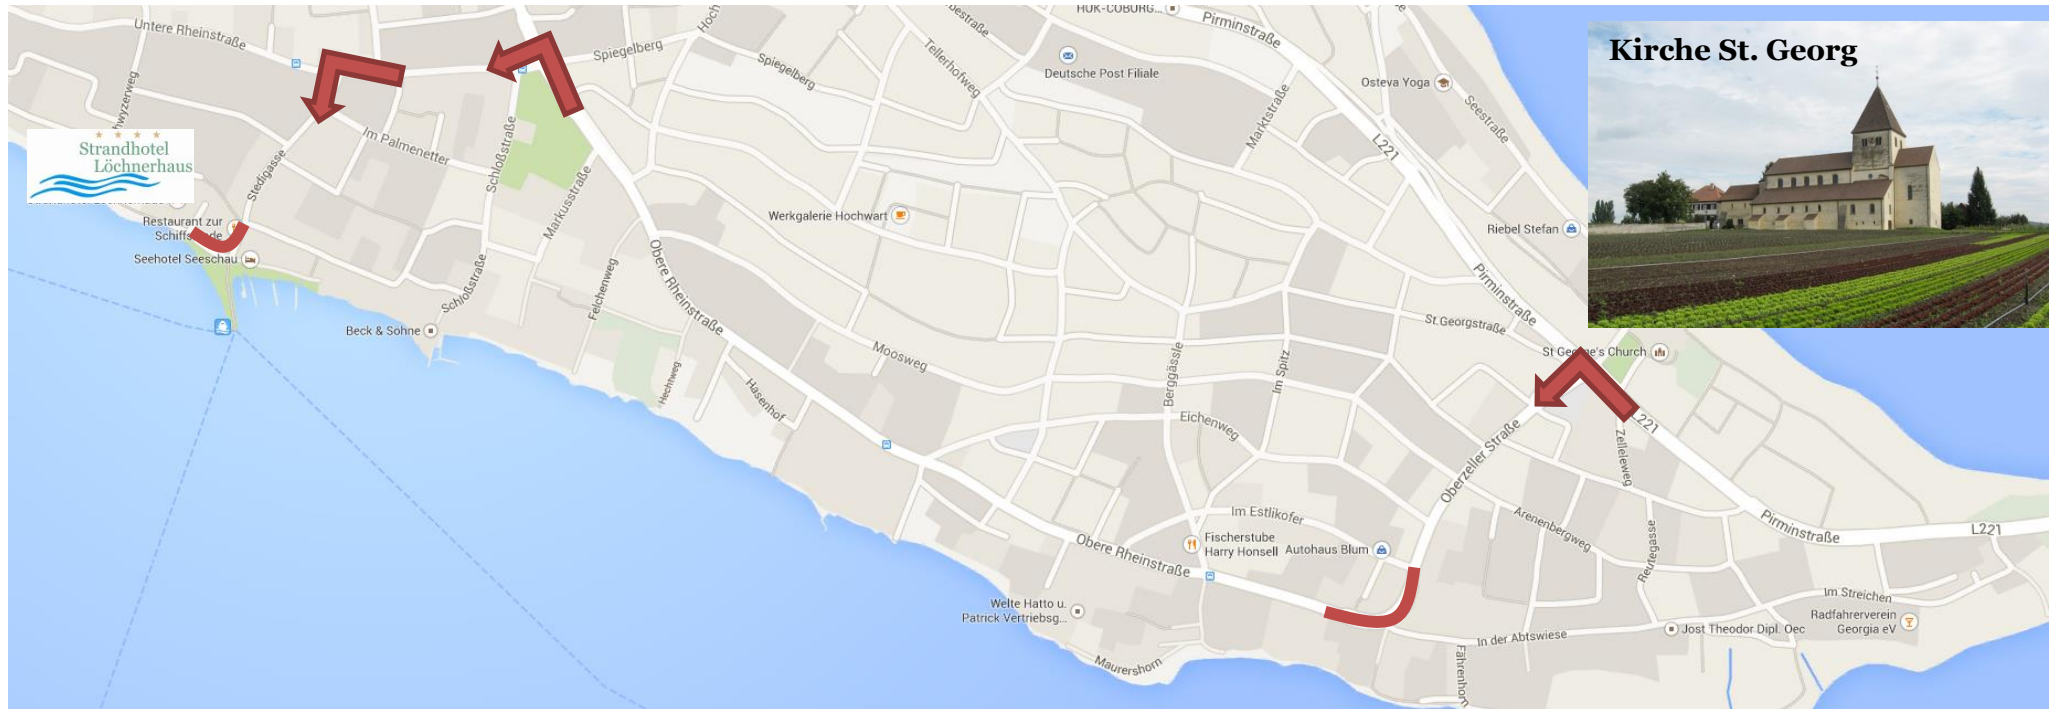 Untere Rheinstraße
Spiegelberg
Hoch
Spiegelberg
Tellerhofweg
HUK-COBURG...
Deutsche Post Filiale
Pirminstraße
Osteva Yoga
Seestraße
Kirche St. Georg
Strandhotel
Löchnerhaus
Im Palmenetter
Stedigasse
Schloßstraße
Markusstraße
Marktstraße
L221
Restaurant zur
Seehotel Seeschau
Werkgalerie Hochwart
Riebel Stefan
Obere Rheinstraße
Felchenweg
Schloßstraße
Beck & Sohne
Pirminstraße
St.Georgstraße
Moosweg
Hechtweg
Hasenhof
Berggässle
Im Spitz
Eichenweg
L221
Zelleleweg
Oberzeller Straße
Im Estlikofer
Fischerstube
Harry Honsell
Autohaus Blum
Arenenbergweg
Reutegasse
Pirminstraße
L221
Obere Rheinstraße
Welte Hatto u.
Patrick Vertriebsg...
Maurershorn
In der Abtswiese
Jost Theodor Dipl. Oec
Im Streichen
Radfahrerverein
Georgia eV